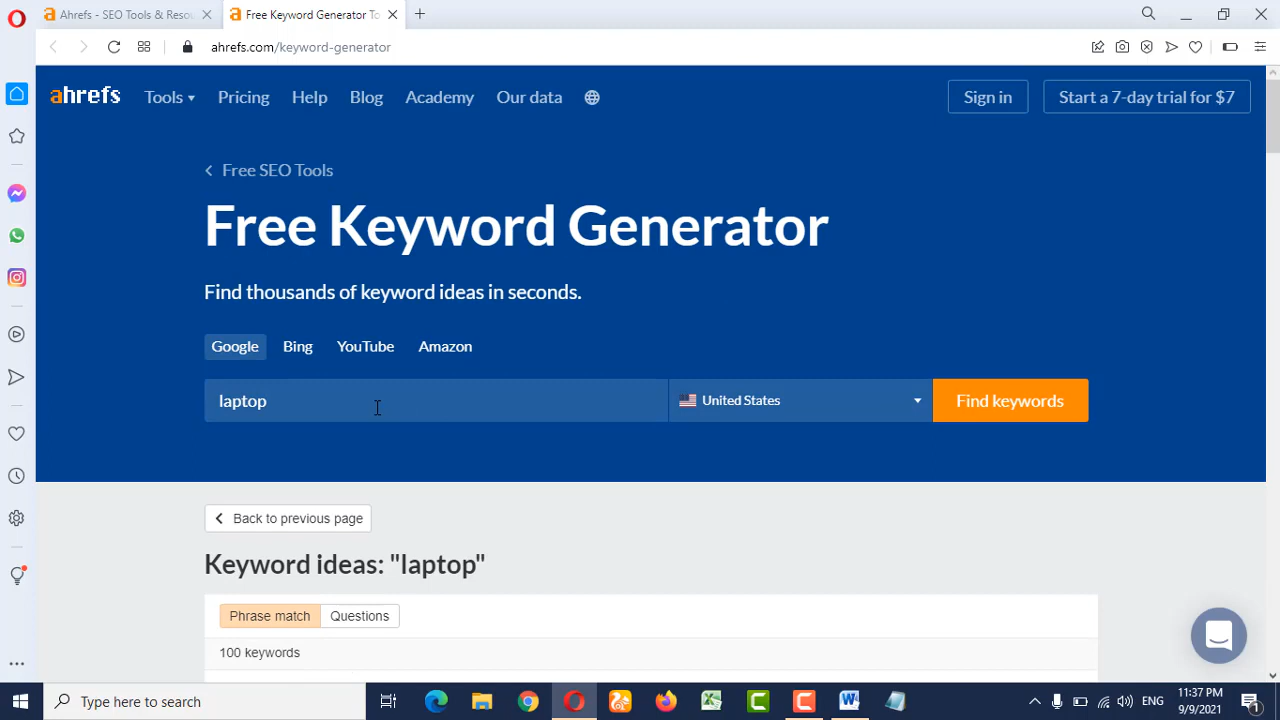 Ahrefs - SEO Tools & Resou
Free Keyword Generator To
ahrefs.com/keyword-generator
ahrefs
Tools
Pricing
Help
Blog
Academy
Our data
Sign in
Start a 7-day trial for $7
Free SEO Tools
Free Keyword Generator
Find thousands of keyword ideas in seconds.
Google
Bing
YouTube
Amazon
laptop
United States
Find keywords
Back to previous page
Keyword ideas: "laptop"
Phrase match
Questions
100 keywords
Type here to search
ENG
11:37 PM
9/9/2021
1